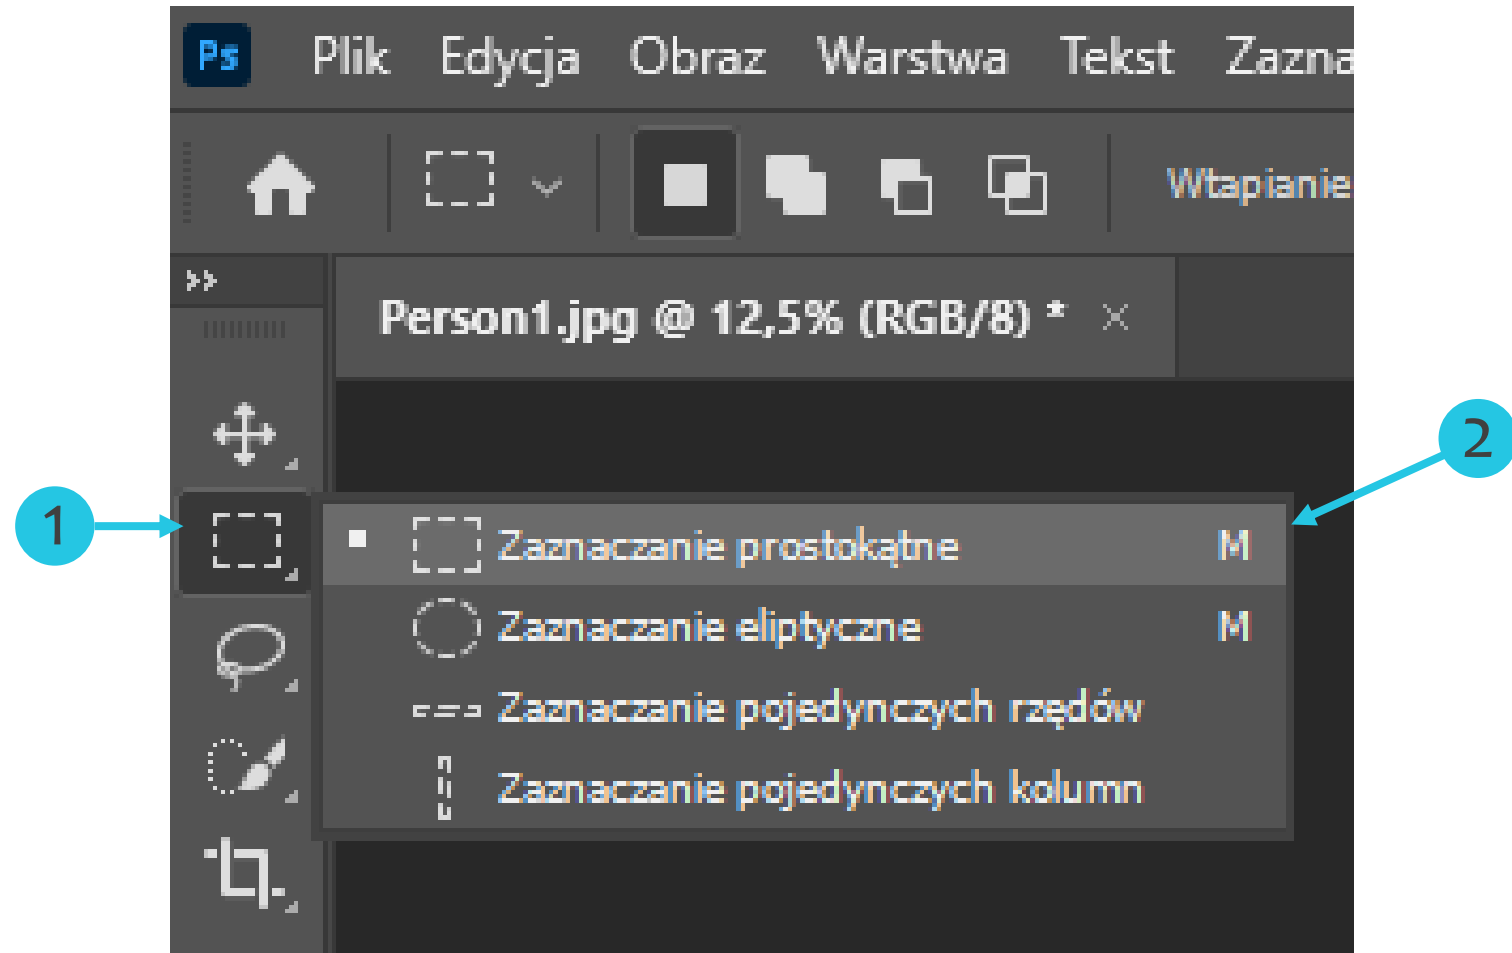 Ps Plik Edycja Obraz Warstwa Tekst Zazna
Wtapianie
Person1.jpg @ 12,5% (RGB/8) *
1
2
Zaznaczanie prostokątne M
Zaznaczanie eliptyczne M
Zaznaczanie pojedynczych rzędów
Zaznaczanie pojedynczych kolumn